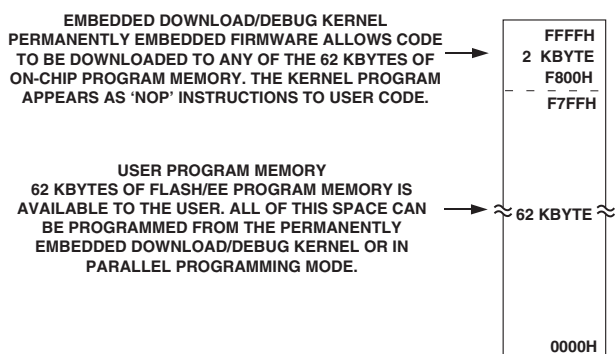 EMBEDDED DOWNLOAD/DEBUG KERNEL
PERMANENTLY EMBEDDED FIRMWARE ALLOWS CODE
TO BE DOWNLOADED TO ANY OF THE 62 KBYTES OF
ON-CHIP PROGRAM MEMORY. THE KERNEL PROGRAM
APPEARS AS ‘NOP’ INSTRUCTIONS TO USER CODE.
FFFFH
2 KBYTE
F800H
F7FFH
USER PROGRAM MEMORY
62 KBYTES OF FLASH/EE PROGRAM MEMORY IS
AVAILABLE TO THE USER. ALL OF THIS SPACE CAN
BE PROGRAMMED FROM THE PERMANENTLY
EMBEDDED DOWNLOAD/DEBUG KERNEL OR IN
PARALLEL PROGRAMMING MODE.
62 KBYTE
0000H